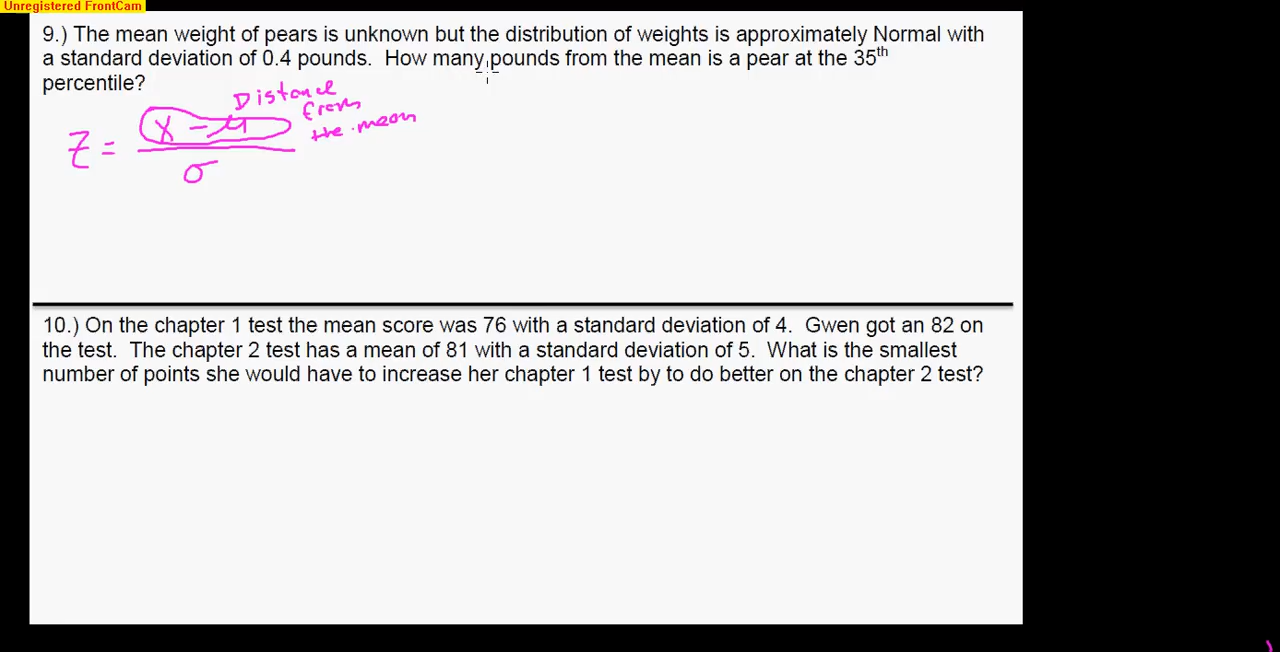 Unregistered FrontCam
9.) The mean weight of pears is unknown but the distribution of weights is approximately Normal with
a standard deviation of 0.4 pounds. How many pounds from the mean is a pear at the 35th
percentile?
Distance
from
the mean
Z = x - μ
σ
10.) On the chapter 1 test the mean score was 76 with a standard deviation of 4. Gwen got an 82 on
the test. The chapter 2 test has a mean of 81 with a standard deviation of 5. What is the smallest
number of points she would have to increase her chapter 1 test by to do better on the chapter 2 test?